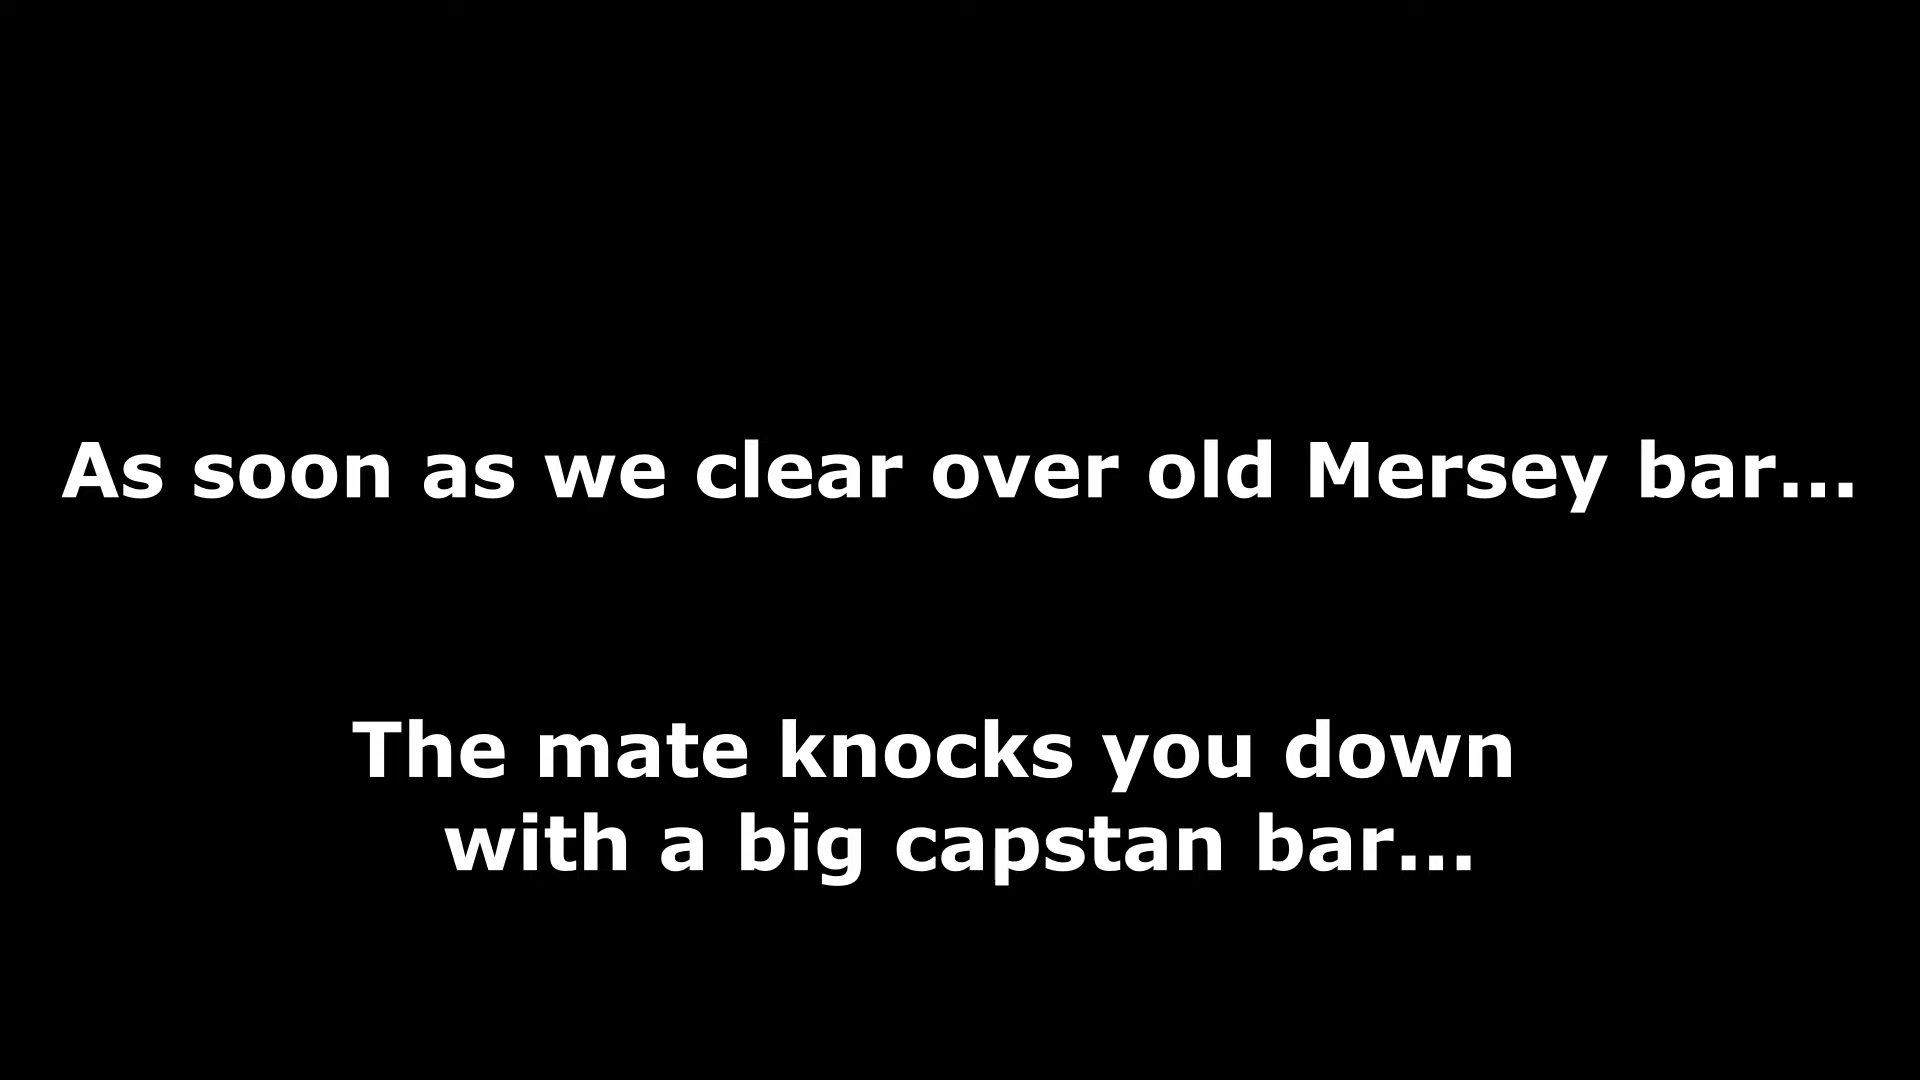 As soon as we clear over old Mersey bar...
The mate knocks you down
with a big capstan bar...